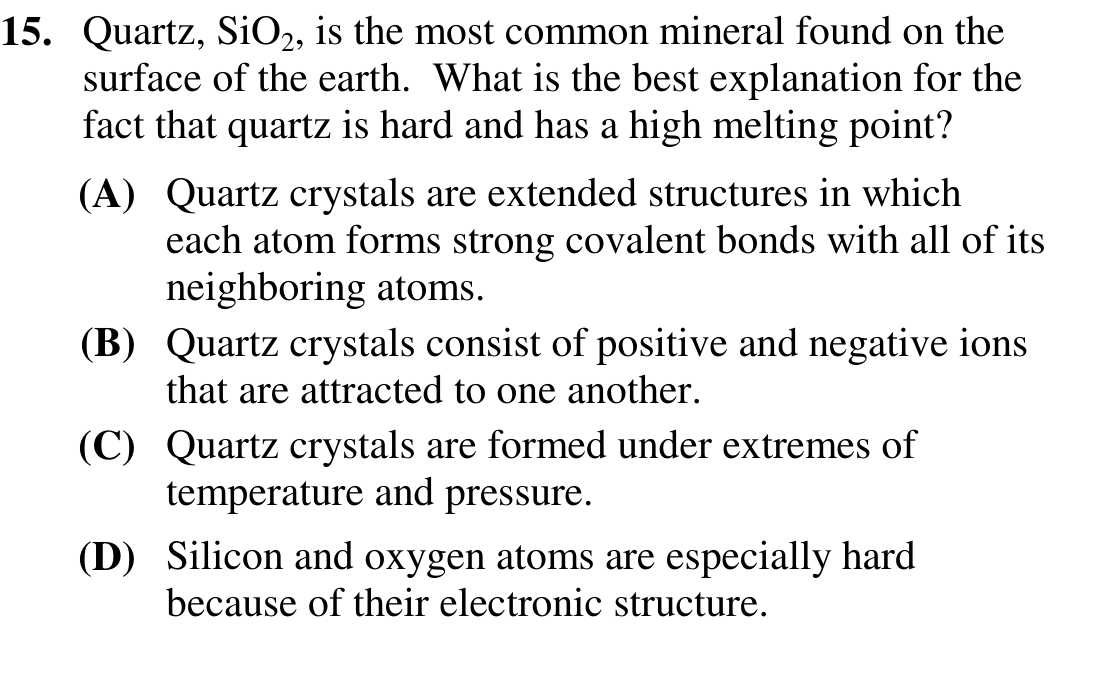 15. Quartz, SiO₂, is the most common mineral found on the
surface of the earth. What is the best explanation for the
fact that quartz is hard and has a high melting point?
(A) Quartz crystals are extended structures in which
each atom forms strong covalent bonds with all of its
neighboring atoms.
(B) Quartz crystals consist of positive and negative ions
that are attracted to one another.
(C) Quartz crystals are formed under extremes of
temperature and pressure.
(D) Silicon and oxygen atoms are especially hard
because of their electronic structure.